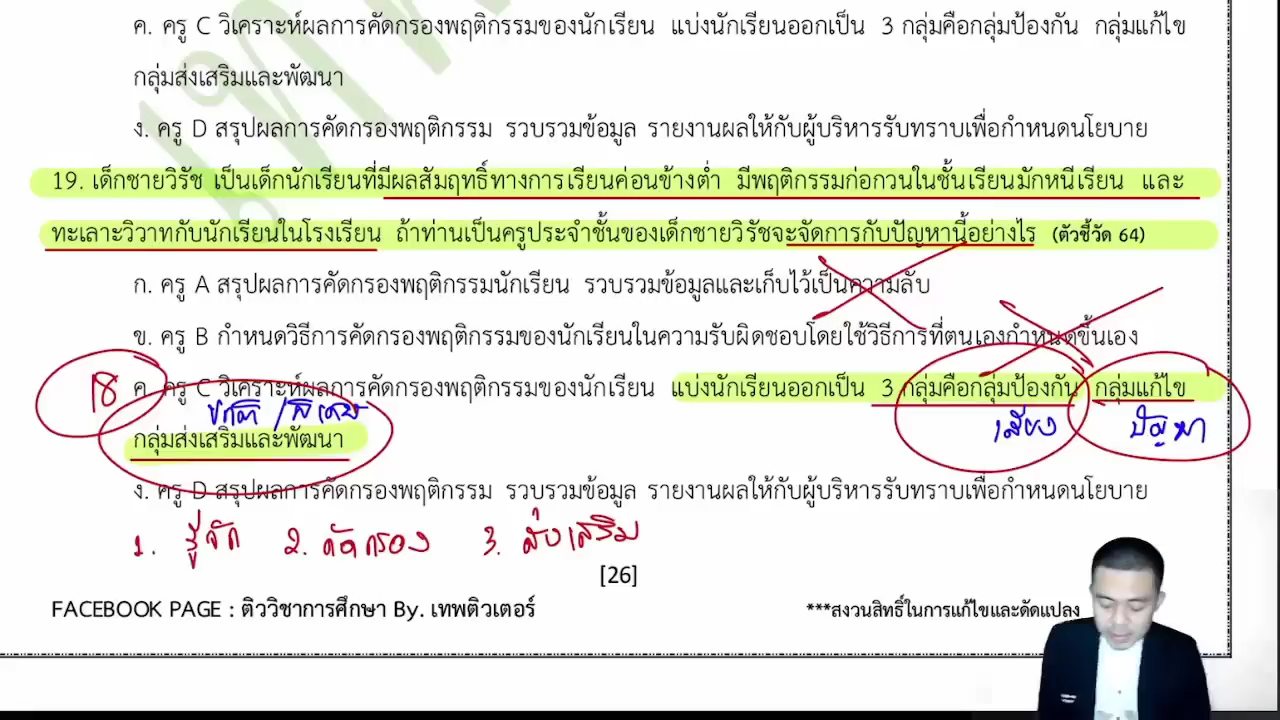 ค. ครู C วิเคราะห์ผลการคัดกรองพฤติกรรมของนักเรียน แบ่งนักเรียนออกเป็น 3 กลุ่มคือกลุ่มป้องกัน กลุ่มแก้ไข
กลุ่มส่งเสริมและพัฒนา
ง. ครู D สรุปผลการคัดกรองพฤติกรรม รวบรวมข้อมูล รายงานผลให้กับผู้บริหารรับทราบเพื่อกำหนดนโยบาย
19. เด็กชายวิรัช เป็นเด็กนักเรียนที่มีผลสัมฤทธิ์ทางการเรียนค่อนข้างต่ำ มีพฤติกรรมก่อกวนในชั้นเรียนมักหนีเรียน และ
ทะเลาะวิวาทกับนักเรียนในโรงเรียน ถ้าท่านเป็นครูประจำชั้นของเด็กชายวิรัชจะจัดการกับปัญหานี้อย่างไร (ตัวชี้วัด 64)
ก. ครู A สรุปผลการคัดกรองพฤติกรรมนักเรียน รวบรวมข้อมูลและเก็บไว้เป็นความลับ
ข. ครู B กำหนดวิธีการคัดกรองพฤติกรรมของนักเรียนในความรับผิดชอบโดยใช้วิธีการที่ตนเองกำหนดขึ้นเอง
18 ค. ครู C วิเคราะห์ผลการคัดกรองพฤติกรรมของนักเรียน แบ่งนักเรียนออกเป็น 3 กลุ่มคือกลุ่มป้องกัน กลุ่มแก้ไข
ปกติ / พิเศษ เสี่ยง ปัญหา
กลุ่มส่งเสริมและพัฒนา
ง. ครู D สรุปผลการคัดกรองพฤติกรรม รวบรวมข้อมูล รายงานผลให้กับผู้บริหารรับทราบเพื่อกำหนดนโยบาย
1. รู้จัก 2. คัดกรอง 3. ส่งเสริม
[26]
FACEBOOK PAGE : ติววิชาการศึกษา By. เทพติวเตอร์ ***สงวนสิทธิ์ในการแก้ไขและดัดแปลง